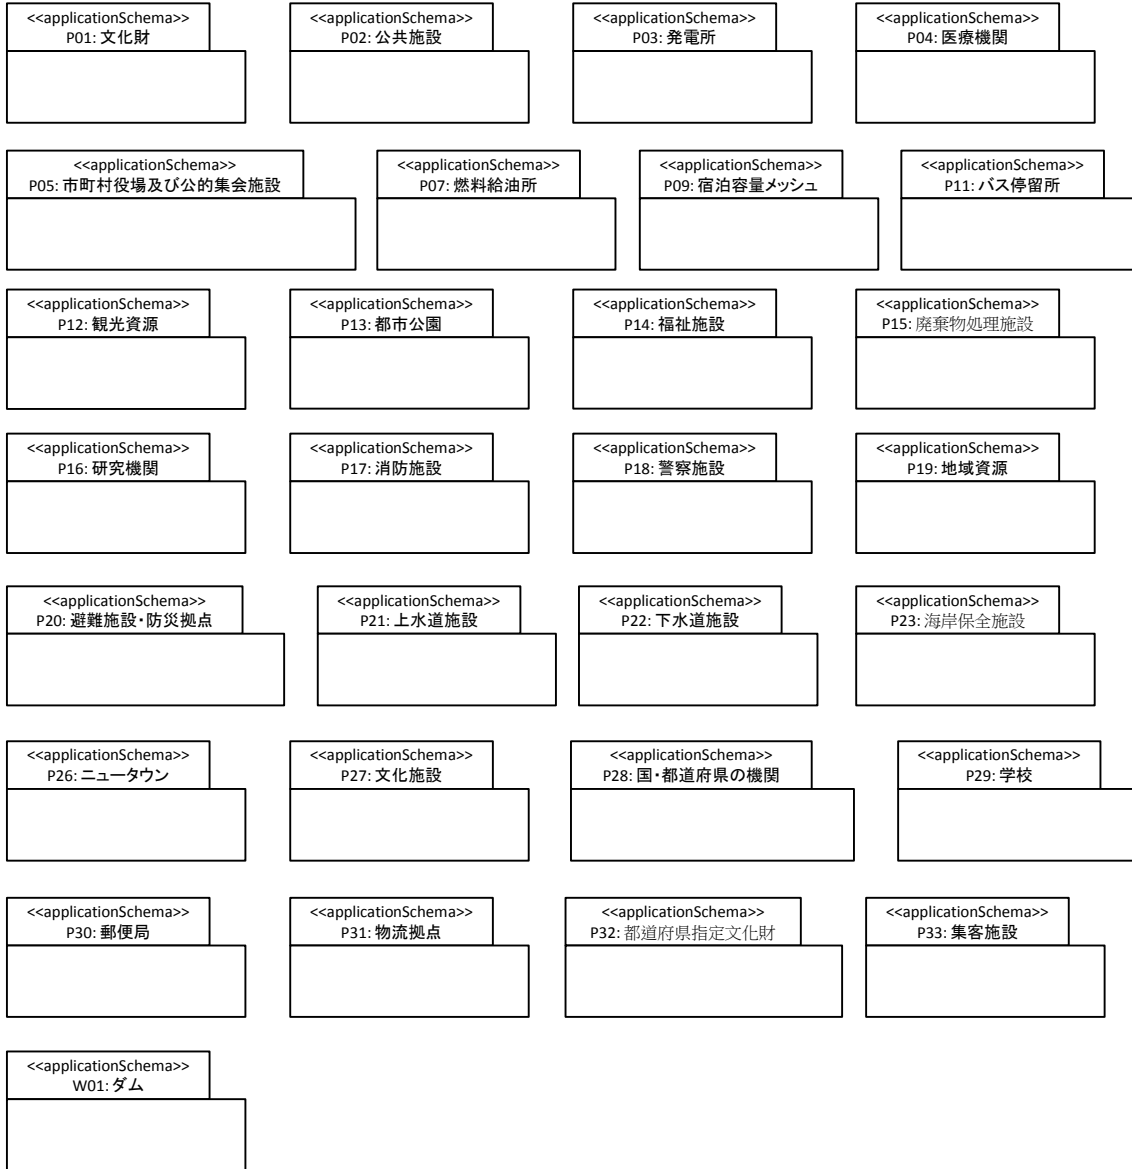 <<applicationSchema>>
P01: 文化財
<<applicationSchema>>
P02: 公共施設
<<applicationSchema>>
P03: 発電所
<<applicationSchema>>
P04: 医療機関
<<applicationSchema>>
P05: 市町村役場及び公的集会施設
<<applicationSchema>>
P07: 燃料給油所
<<applicationSchema>>
P09: 宿泊容量メッシュ
<<applicationSchema>>
P11: バス停留所
<<applicationSchema>>
P12: 観光資源
<<applicationSchema>>
P13: 都市公園
<<applicationSchema>>
P14: 福祉施設
<<applicationSchema>>
P15: 廃棄物処理施設
<<applicationSchema>>
P16: 研究機関
<<applicationSchema>>
P17: 消防施設
<<applicationSchema>>
P18: 警察施設
<<applicationSchema>>
P19: 地域資源
<<applicationSchema>>
P20: 避難施設・防災拠点
<<applicationSchema>>
P21: 上水道施設
<<applicationSchema>>
P22: 下水道施設
<<applicationSchema>>
P23: 海岸保全施設
<<applicationSchema>>
P26: ニュータウン
<<applicationSchema>>
P27: 文化施設
<<applicationSchema>>
P28: 国・都道府県の機関
<<applicationSchema>>
P29: 学校
<<applicationSchema>>
P30: 郵便局
<<applicationSchema>>
P31: 物流拠点
<<applicationSchema>>
P32: 都道府県指定文化財
<<applicationSchema>>
P33: 集客施設
<<applicationSchema>>
W01: ダム